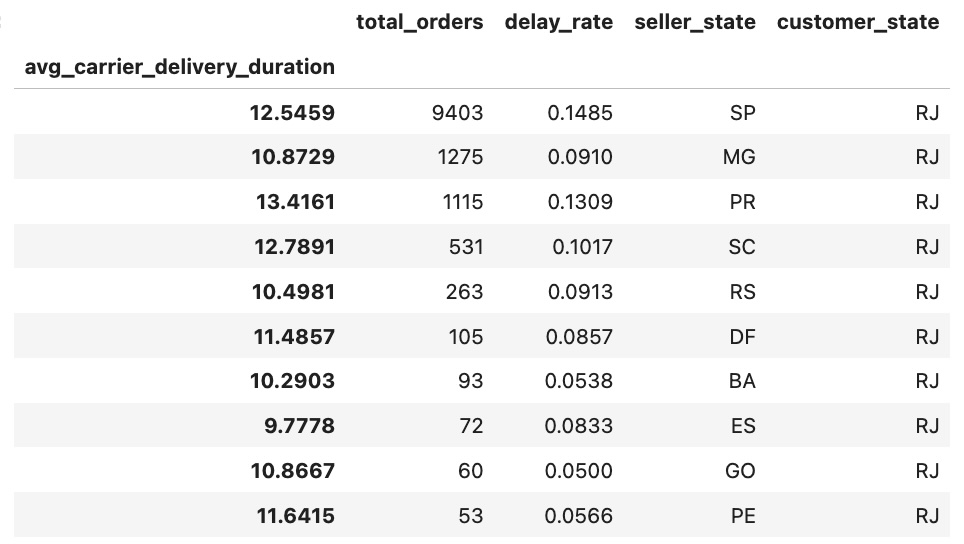 total_orders delay_rate seller_state customer_state
avg_carrier_delivery_duration
12.5459 9403 0.1485 SP RJ
10.8729 1275 0.0910 MG RJ
13.4161 1115 0.1309 PR RJ
12.7891 531 0.1017 SC RJ
10.4981 263 0.0913 RS RJ
11.4857 105 0.0857 DF RJ
10.2903 93 0.0538 BA RJ
9.7778 72 0.0833 ES RJ
10.8667 60 0.0500 GO RJ
11.6415 53 0.0566 PE RJ